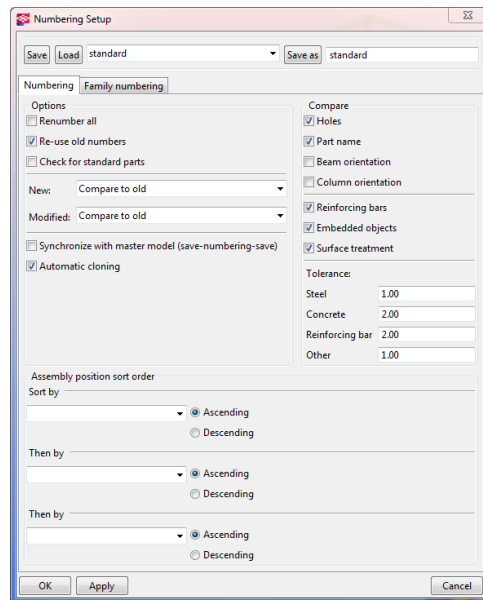 Numbering Setup
Save Load standard Save as standard
Numbering Family numbering
Options
Renumber all
Re-use old numbers
Check for standard parts
New: Compare to old
Modified: Compare to old
Synchronize with master model (save-numbering-save)
Automatic cloning
Compare
Holes
Part name
Beam orientation
Column orientation
Reinforcing bars
Embedded objects
Surface treatment
Tolerance:
Steel 1.00
Concrete 2.00
Reinforcing bar 2.00
Other 1.00
Assembly position sort order
Sort by
Ascending
Descending
Then by
Ascending
Descending
Then by
Ascending
Descending
OK Apply Cancel